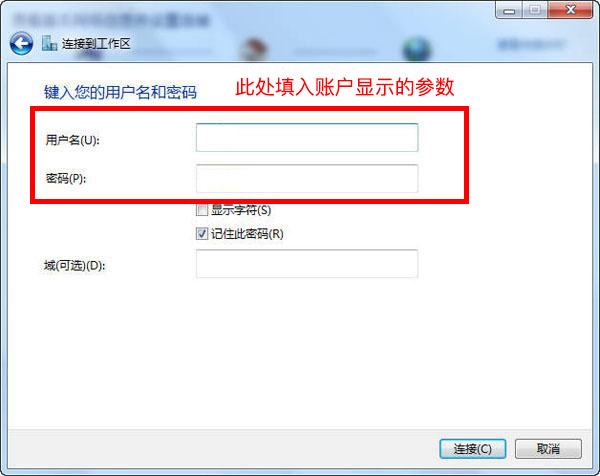 连接到工作区
键入您的用户名和密码
此处填入账户显示的参数
用户名(U):
密码(P):
显示字符(S)
记住此密码(R)
域(可选)(D):
连接(C)
取消